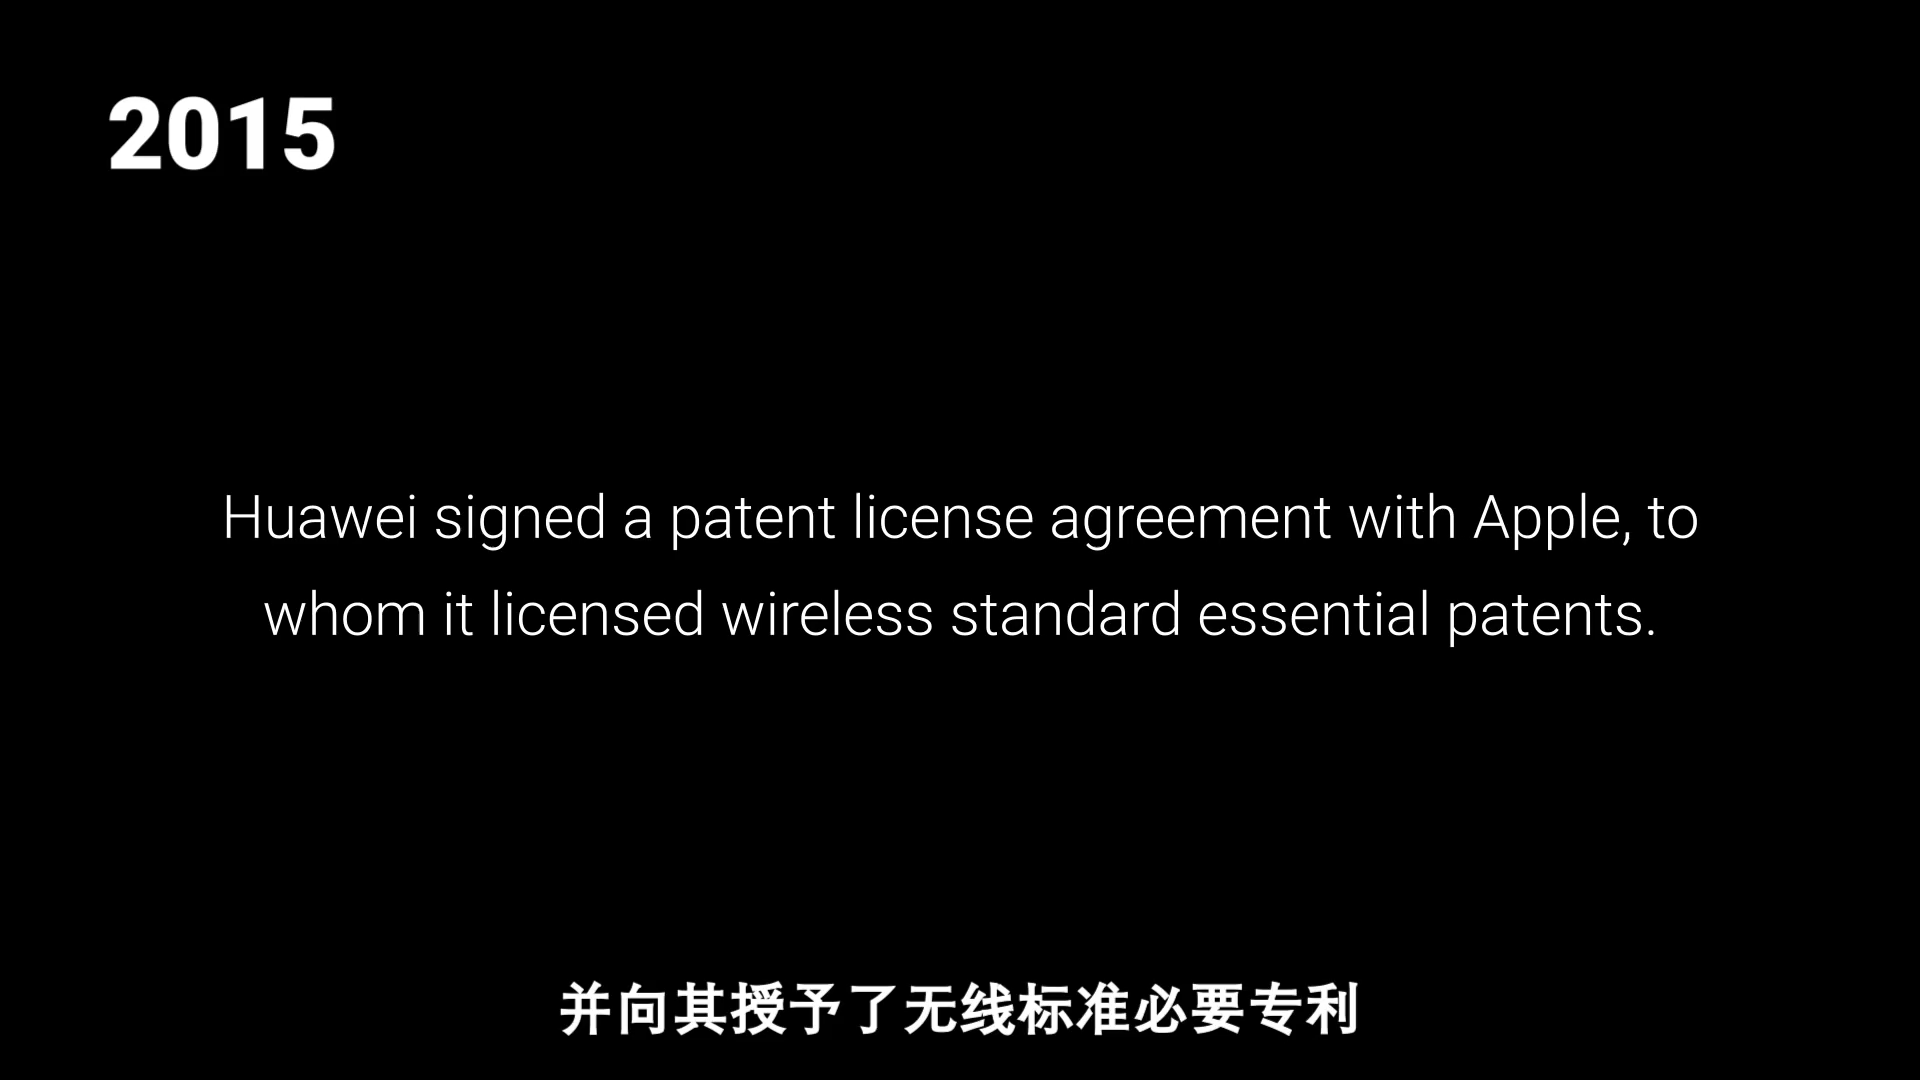 2015
Huawei signed a patent license agreement with Apple, to
whom it licensed wireless standard essential patents.
并向其授予了无线标准必要专利